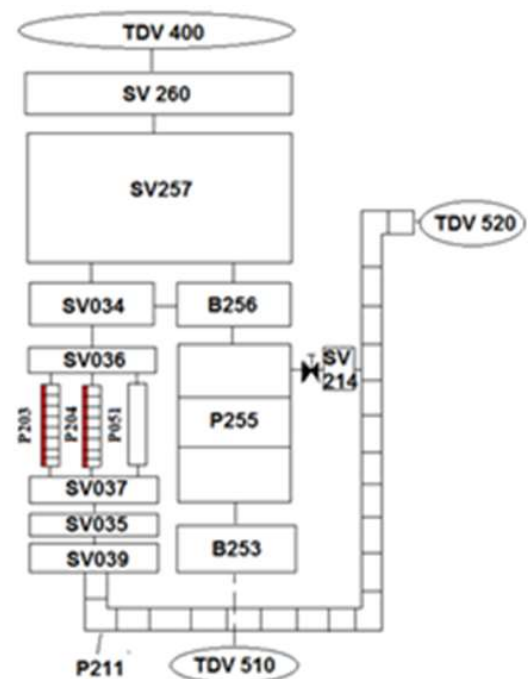 TDV 400
SV 260
SV257
TDV 520
SV034
B256
SV036
SV
214
P203
P204
P051
P255
SV037
SV035
B253
SV039
P211
TDV 510